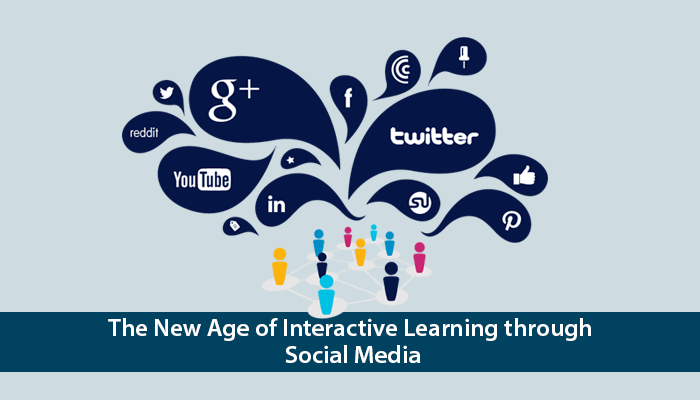 g+
f
twitter
reddit
YouTube
in
The New Age of Interactive Learning through
Social Media